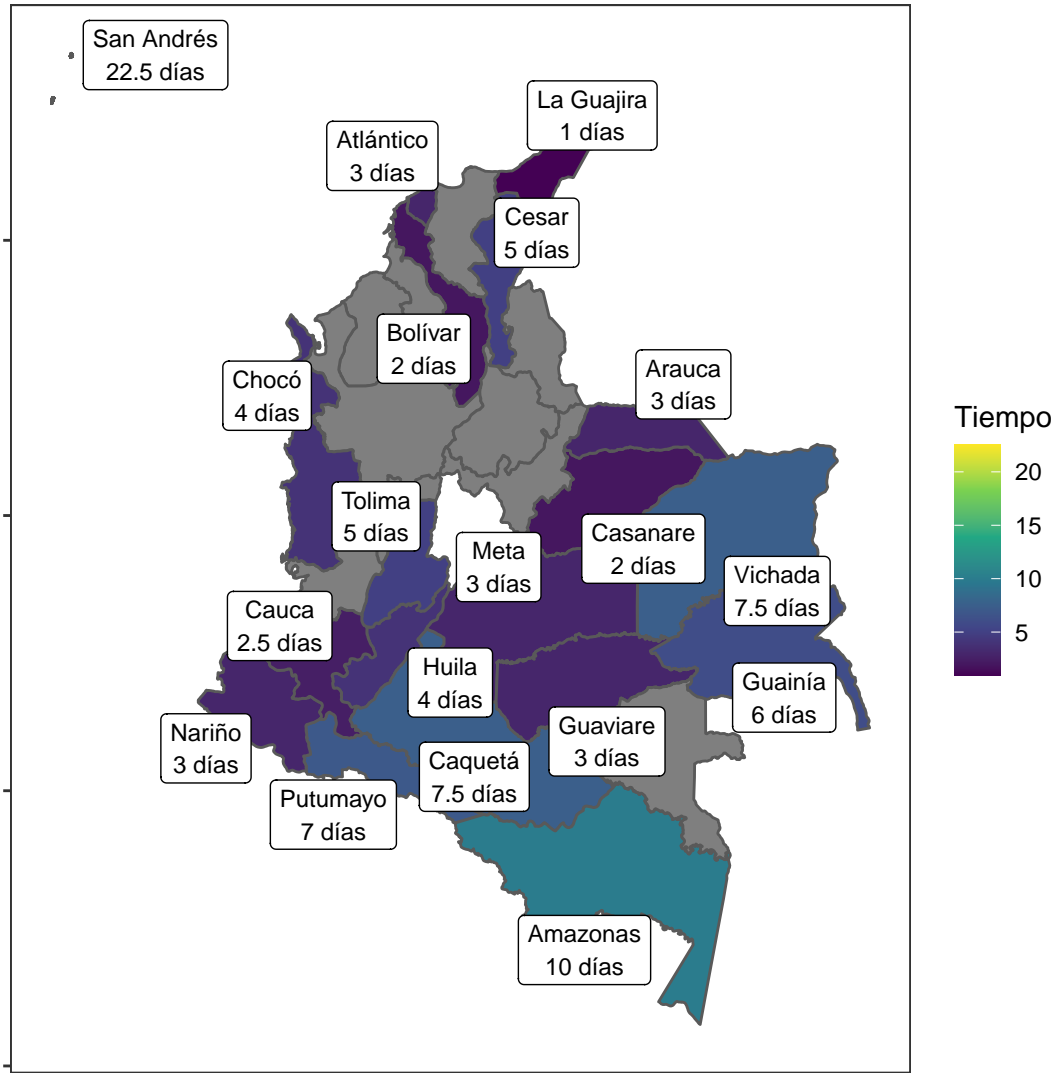 San Andrés
22.5 días
La Guajira
1 días
Atlántico
3 días
Cesar
5 días
Bolívar
2 días
Arauca
3 días
Chocó
4 días
Tiempo
20
15
10
5
Tolima
5 días
Casanare
2 días
Meta
3 días
Vichada
7.5 días
Cauca
2.5 días
Huila
4 días
Guainía
6 días
Nariño
3 días
Guaviare
3 días
Caquetá
7.5 días
Putumayo
7 días
Amazonas
10 días